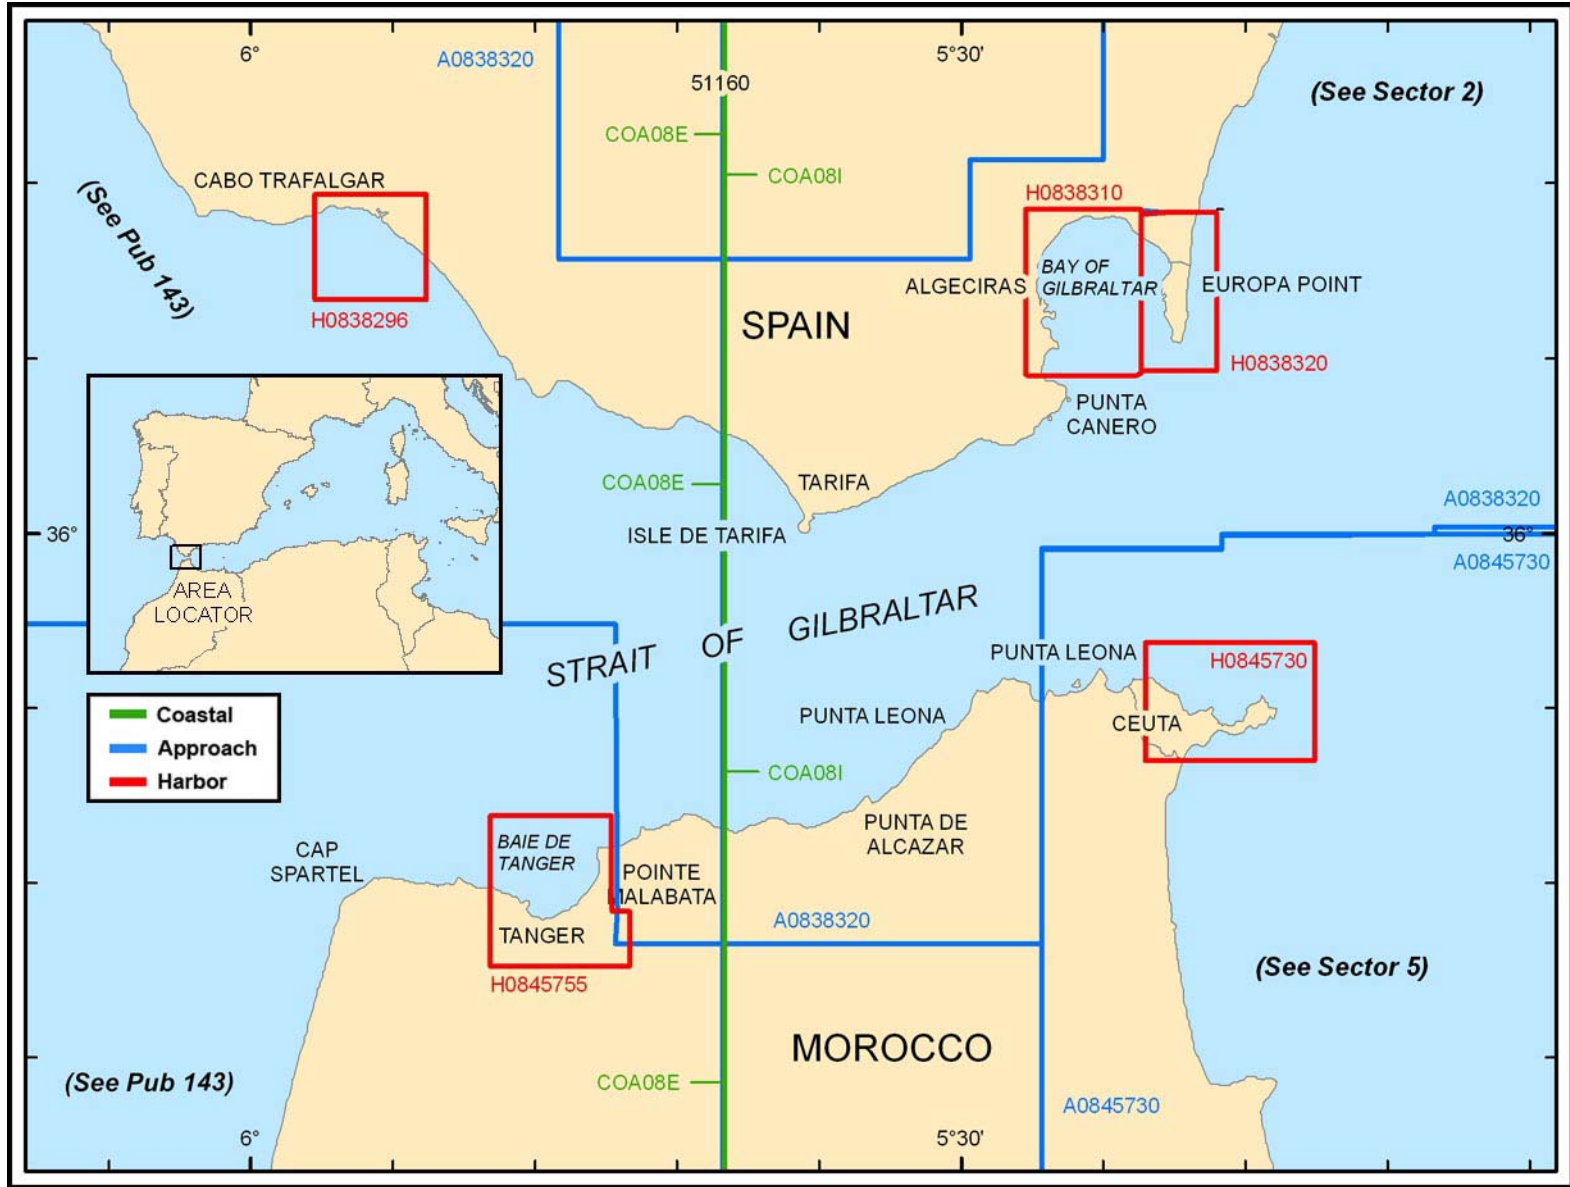 6°
5°30'
A0838320
51160
(See Sector 2)
COA08E
COA08I
CABO TRAFALGAR
H0838310
(See Pub 143)
BAY OF
GILBRALTAR
ALGECIRAS
EUROPA POINT
H0838296
SPAIN
H0838320
PUNTA
CANERO
COA08E
TARIFA
A0838320
ISLE DE TARIFA
36°
36°
A0845730
AREA
LOCATOR
STRAIT OF GILBRALTAR
PUNTA LEONA
H0845730
Coastal
Approach
Harbor
PUNTA LEONA
CEUTA
COA08I
CAP
SPARTEL
BAIE DE
TANGER
PUNTA DE
ALCAZAR
POINTE
MALABATA
A0838320
TANGER
H0845755
(See Sector 5)
MOROCCO
(See Pub 143)
COA08E
A0845730
6°
5°30'